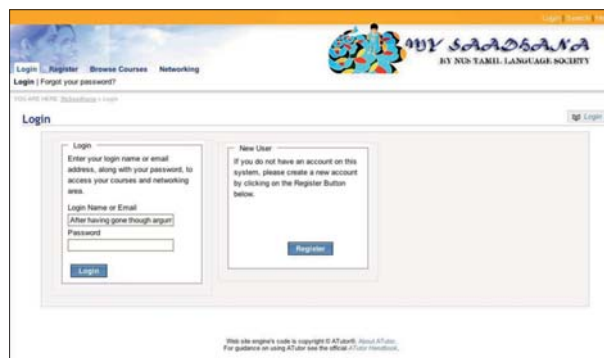 Login | Search |
MY SAADHANA
BY NUS TAMIL LANGUAGE SOCIETY
Login Register Browse Courses Networking
Login | Forgot your password?
YOU ARE HERE: > Login
Login
Login
Login
Enter your login name or email
address, along with your password, to
access your courses and networking
area.
Login Name or Email
After having gone though argum
Password
Login
New User
If you do not have an account on this
system, please create a new account
by clicking on the Register Button
below.
Register
Web site engine's code is copyright © ATutor®. About ATutor.
For guidance on using ATutor see the official ATutor Handbook.